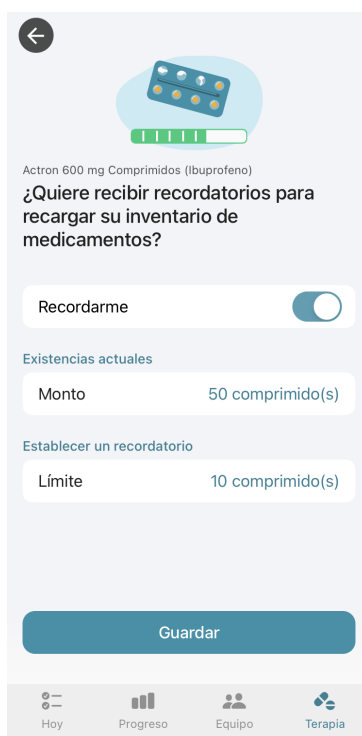 Actron 600 mg Comprimidos (Ibuprofeno)
¿Quiere recibir recordatorios para
recargar su inventario de
medicamentos?
Recordarme
Existencias actuales
Monto 50 comprimido(s)
Establecer un recordatorio
Límite 10 comprimido(s)
Guardar
Hoy Progreso Equipo Terapia